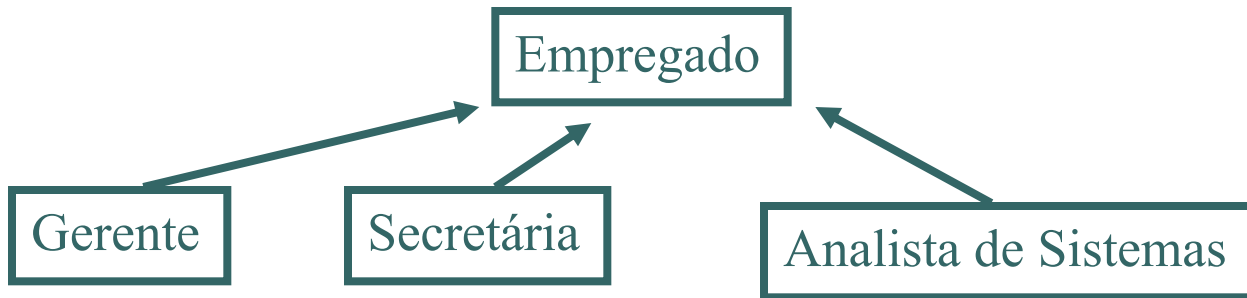 Empregado
Gerente
Secretária
Analista de Sistemas